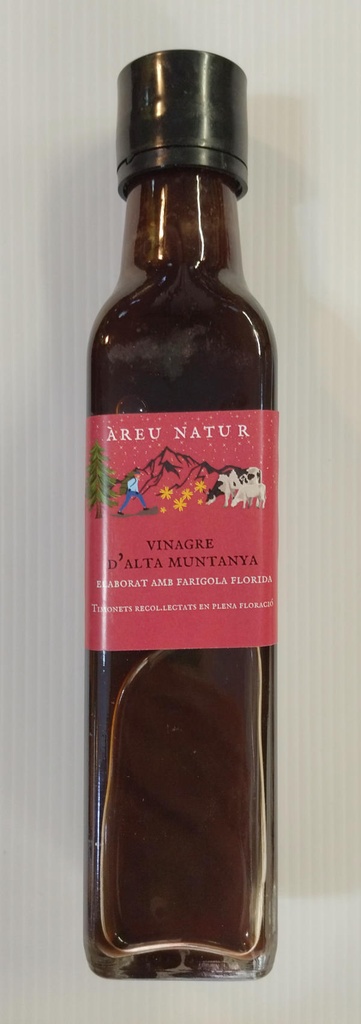 ÀREU NATUR
VINAGRE
D'ALTA MUNTANYA
ELABORAT AMB FARIGOLA FLORIDA
TIMONETS RECOL.LECTATS EN PLENA FLORACIÓ